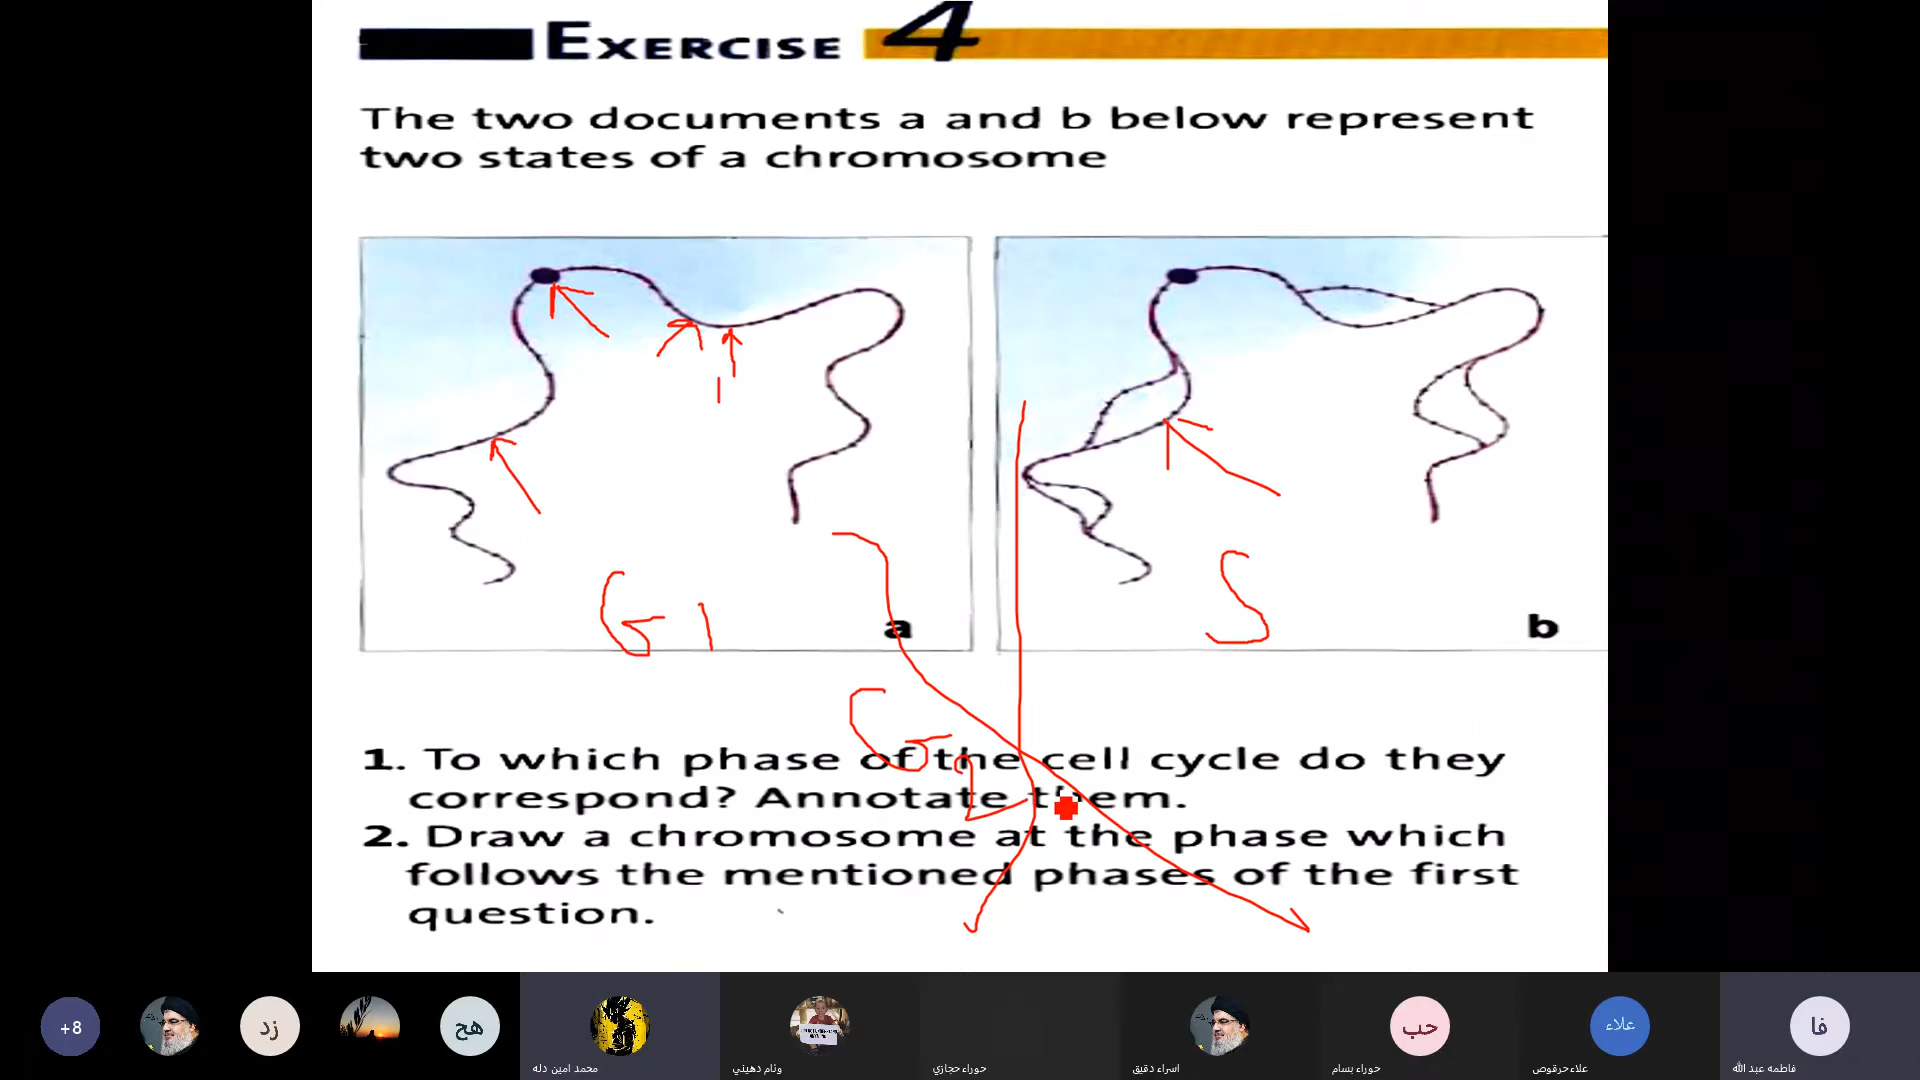 EXERCISE 4
The two documents a and b below represent
two states of a chromosome
G1
a
S
b
G2
1. To which phase of the cell cycle do they
correspond? Annotate them.
2. Draw a chromosome at the phase which
follows the mentioned phases of the first
question.
+8
زد
هح
حب
علاء
فا
محمد امين دله
وئام دهيني
حوراء حجازي
اسراء دقيق
حوراء بسام
علاء حرقوص
فاطمه عبد الله